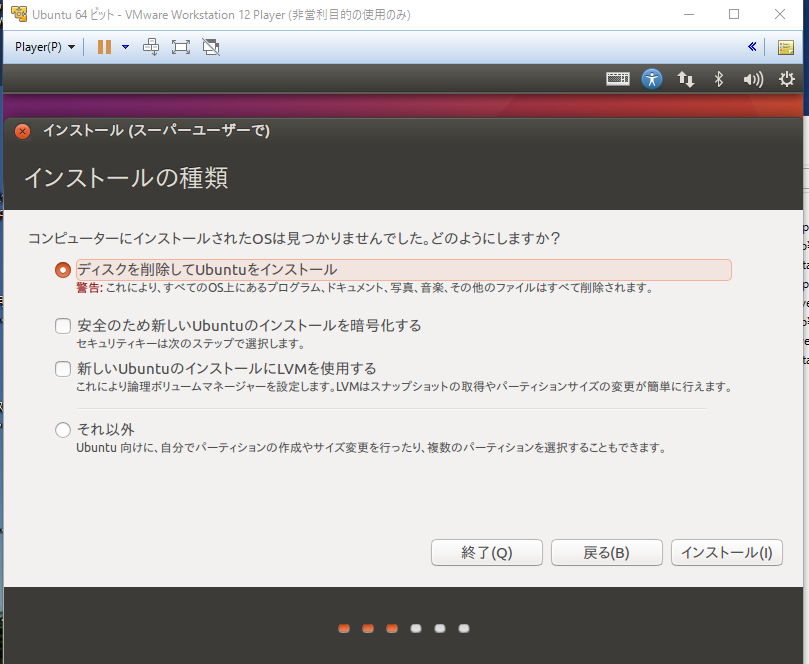 Ubuntu 64 ビット - VMware Workstation 12 Player (非営利目的の使用のみ)
Player(P)
インストール (スーパーユーザーで)
インストールの種類
コンピューターにインストールされたOSは見つかりませんでした。どのようにしますか?
ディスクを削除してUbuntuをインストール
警告: これにより、すべてのOS上にあるプログラム、ドキュメント、写真、音楽、その他のファイルはすべて削除されます。
安全のため新しいUbuntuのインストールを暗号化する
セキュリティキーは次のステップで選択します。
新しいUbuntuのインストールにLVMを使用する
これにより論理ボリュームマネージャーを設定します。LVMはスナップショットの取得やパーティションサイズの変更が簡単に行えます。
それ以外
Ubuntu 向けに、自分でパーティションの作成やサイズ変更を行ったり、複数のパーティションを選択することもできます。
終了(Q)
戻る(B)
インストール(I)